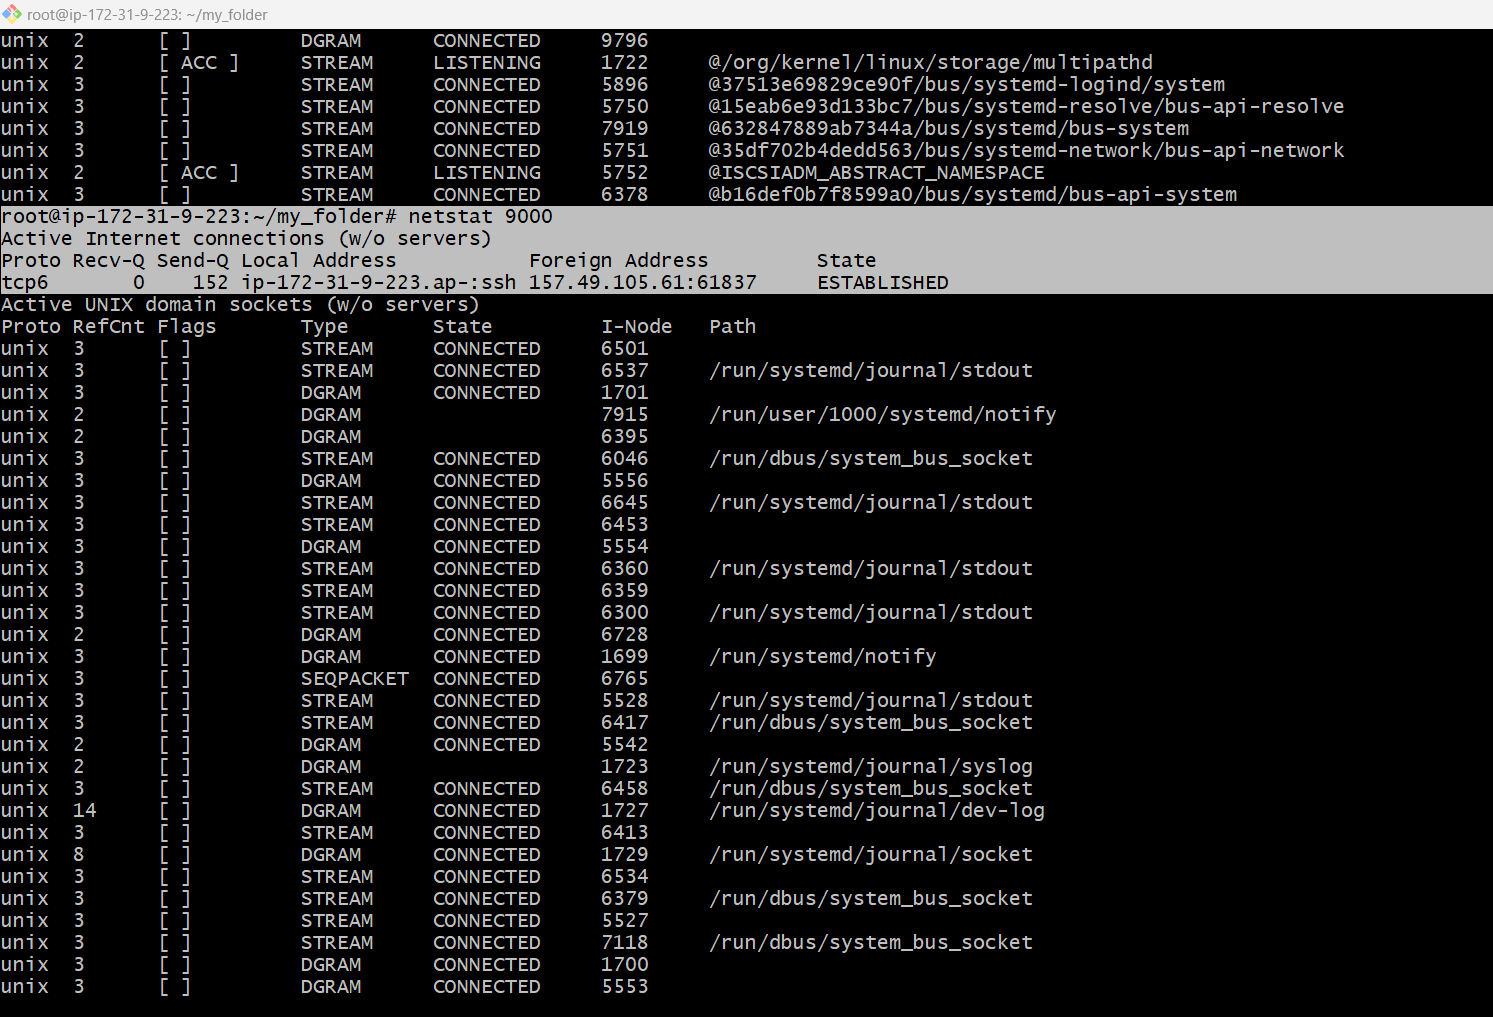 root@ip-172-31-9-223: ~/my_folder
unix 2 [ ] DGRAM CONNECTED 9796
unix 2 [ ACC ] STREAM LISTENING 1722 @/org/kernel/linux/storage/multipathd
unix 3 [ ] STREAM CONNECTED 5896 @37513e69829ce90f/bus/systemd-logind/system
unix 3 [ ] STREAM CONNECTED 5750 @15eab6e93d133bc7/bus/systemd-resolve/bus-api-resolve
unix 3 [ ] STREAM CONNECTED 7919 @632847889ab7344a/bus/systemd/bus-system
unix 3 [ ] STREAM CONNECTED 5751 @35df702b4dedd563/bus/systemd-network/bus-api-network
unix 2 [ ACC ] STREAM LISTENING 5752 @ISCSIADM_ABSTRACT_NAMESPACE
unix 3 [ ] STREAM CONNECTED 6378 @b16def0b7f8599a0/bus/systemd/bus-api-system
root@ip-172-31-9-223:~/my_folder# netstat 9000
Active Internet connections (w/o servers)
Proto Recv-Q Send-Q Local Address Foreign Address State
tcp6 0 152 ip-172-31-9-223.ap-:ssh 157.49.105.61:61837 ESTABLISHED
Active UNIX domain sockets (w/o servers)
Proto RefCnt Flags Type State I-Node Path
unix 3 [ ] STREAM CONNECTED 6501
unix 3 [ ] STREAM CONNECTED 6537 /run/systemd/journal/stdout
unix 3 [ ] DGRAM CONNECTED 1701
unix 2 [ ] DGRAM 7915 /run/user/1000/systemd/notify
unix 2 [ ] DGRAM 6395
unix 3 [ ] STREAM CONNECTED 6046 /run/dbus/system_bus_socket
unix 3 [ ] DGRAM CONNECTED 5556
unix 3 [ ] STREAM CONNECTED 6645 /run/systemd/journal/stdout
unix 3 [ ] STREAM CONNECTED 6453
unix 3 [ ] DGRAM CONNECTED 5554
unix 3 [ ] STREAM CONNECTED 6360 /run/systemd/journal/stdout
unix 3 [ ] STREAM CONNECTED 6359
unix 3 [ ] STREAM CONNECTED 6300 /run/systemd/journal/stdout
unix 2 [ ] DGRAM CONNECTED 6728
unix 3 [ ] DGRAM CONNECTED 1699 /run/systemd/notify
unix 3 [ ] SEQPACKET CONNECTED 6765
unix 3 [ ] STREAM CONNECTED 5528 /run/systemd/journal/stdout
unix 3 [ ] STREAM CONNECTED 6417 /run/dbus/system_bus_socket
unix 2 [ ] DGRAM CONNECTED 5542
unix 2 [ ] DGRAM 1723 /run/systemd/journal/syslog
unix 3 [ ] STREAM CONNECTED 6458 /run/dbus/system_bus_socket
unix 14 [ ] DGRAM CONNECTED 1727 /run/systemd/journal/dev-log
unix 3 [ ] STREAM CONNECTED 6413
unix 8 [ ] DGRAM CONNECTED 1729 /run/systemd/journal/socket
unix 3 [ ] STREAM CONNECTED 6534
unix 3 [ ] STREAM CONNECTED 6379 /run/dbus/system_bus_socket
unix 3 [ ] STREAM CONNECTED 5527
unix 3 [ ] STREAM CONNECTED 7118 /run/dbus/system_bus_socket
unix 3 [ ] DGRAM CONNECTED 1700
unix 3 [ ] DGRAM CONNECTED 5553